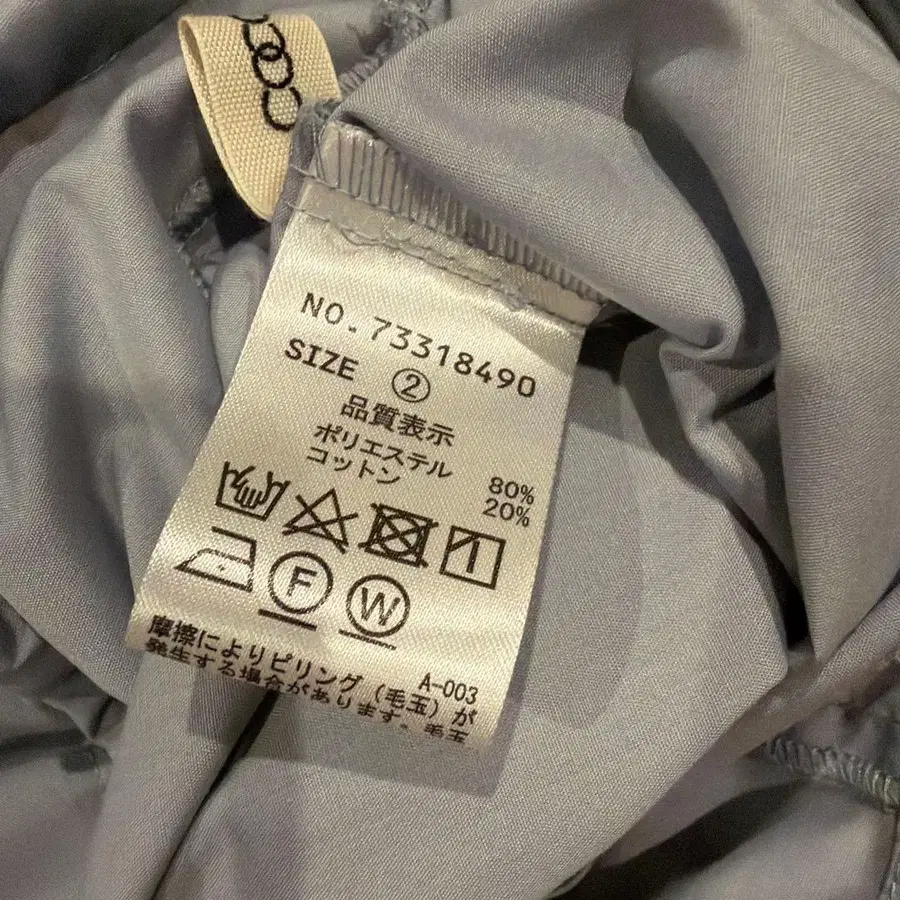 NO.73318490
SIZE ②
品質表示
ポリエステル 80%
コットン 20%
F W
A-003
摩擦によりピリング(毛玉)が
発生する場合があります。毛玉